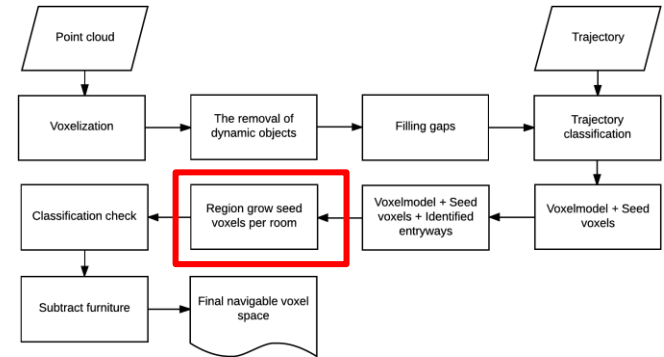 Point cloud
Trajectory
Voxelization
The removal of
dynamic objects
Filling gaps
Trajectory
classification
Classification check
Region grow seed
voxels per room
Voxelmodel + Seed
voxels + Identified
entryways
Voxelmodel + Seed
voxels
Subtract furniture
Final navigable voxel
space